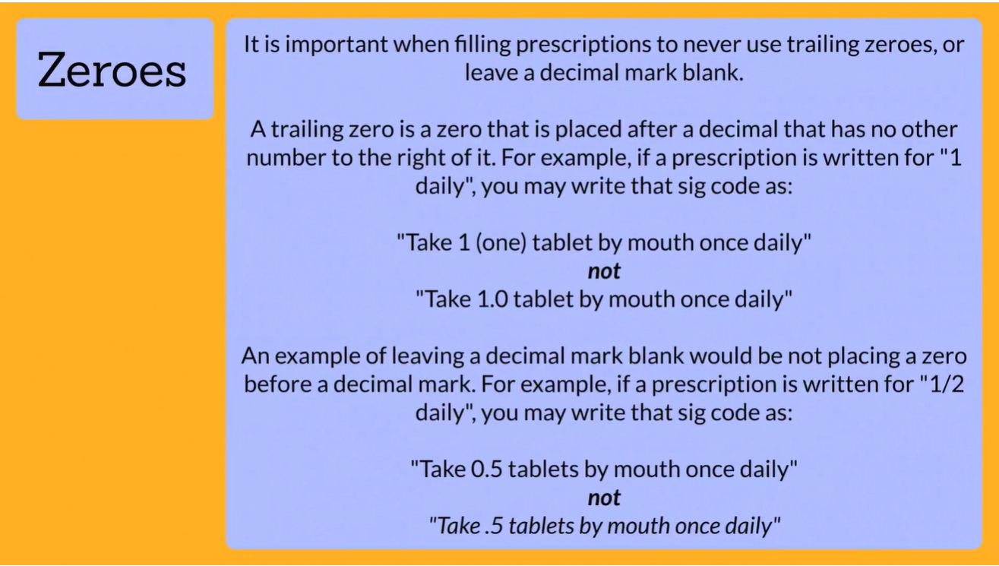 Zeroes
It is important when filling prescriptions to never use trailing zeroes, or
leave a decimal mark blank.
A trailing zero is a zero that is placed after a decimal that has no other
number to the right of it. For example, if a prescription is written for "1
daily", you may write that sig code as:
"Take 1 (one) tablet by mouth once daily"
not
"Take 1.0 tablet by mouth once daily"
An example of leaving a decimal mark blank would be not placing a zero
before a decimal mark. For example, if a prescription is written for "1/2
daily", you may write that sig code as:
"Take 0.5 tablets by mouth once daily"
not
"Take .5 tablets by mouth once daily"